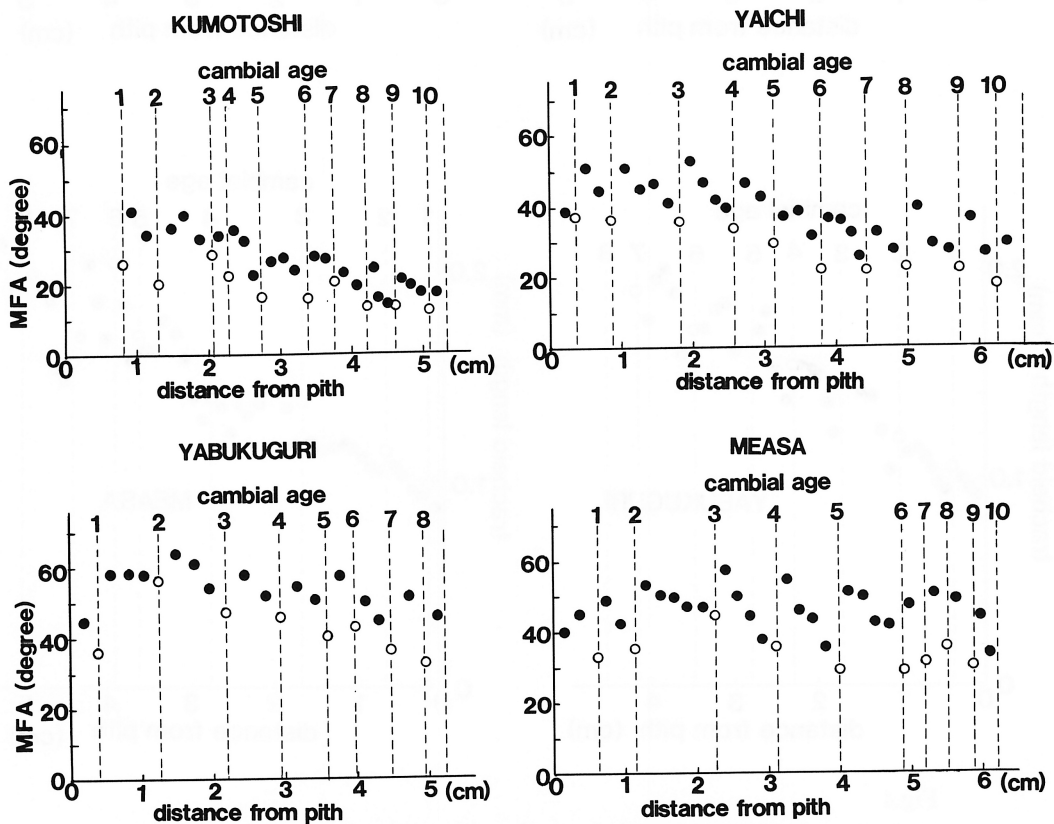 KUMOTOSHI
cambial age
1 2 3 4 5 6 7 8 9 10
MFA (degree)
60
40
20
0
0 1 2 3 4 5 (cm)
distance from pith
YAICHI
cambial age
1 2 3 4 5 6 7 8 9 10
60
40
20
0
0 1 2 3 4 5 6 (cm)
distance from pith
YABUKUGURI
cambial age
1 2 3 4 5 6 7 8
MFA (degree)
60
40
20
0
0 1 2 3 4 5 (cm)
distance from pith
MEASA
cambial age
1 2 3 4 5 6 7 8 9 10
60
40
20
0
0 1 2 3 4 5 6 (cm)
distance from pith